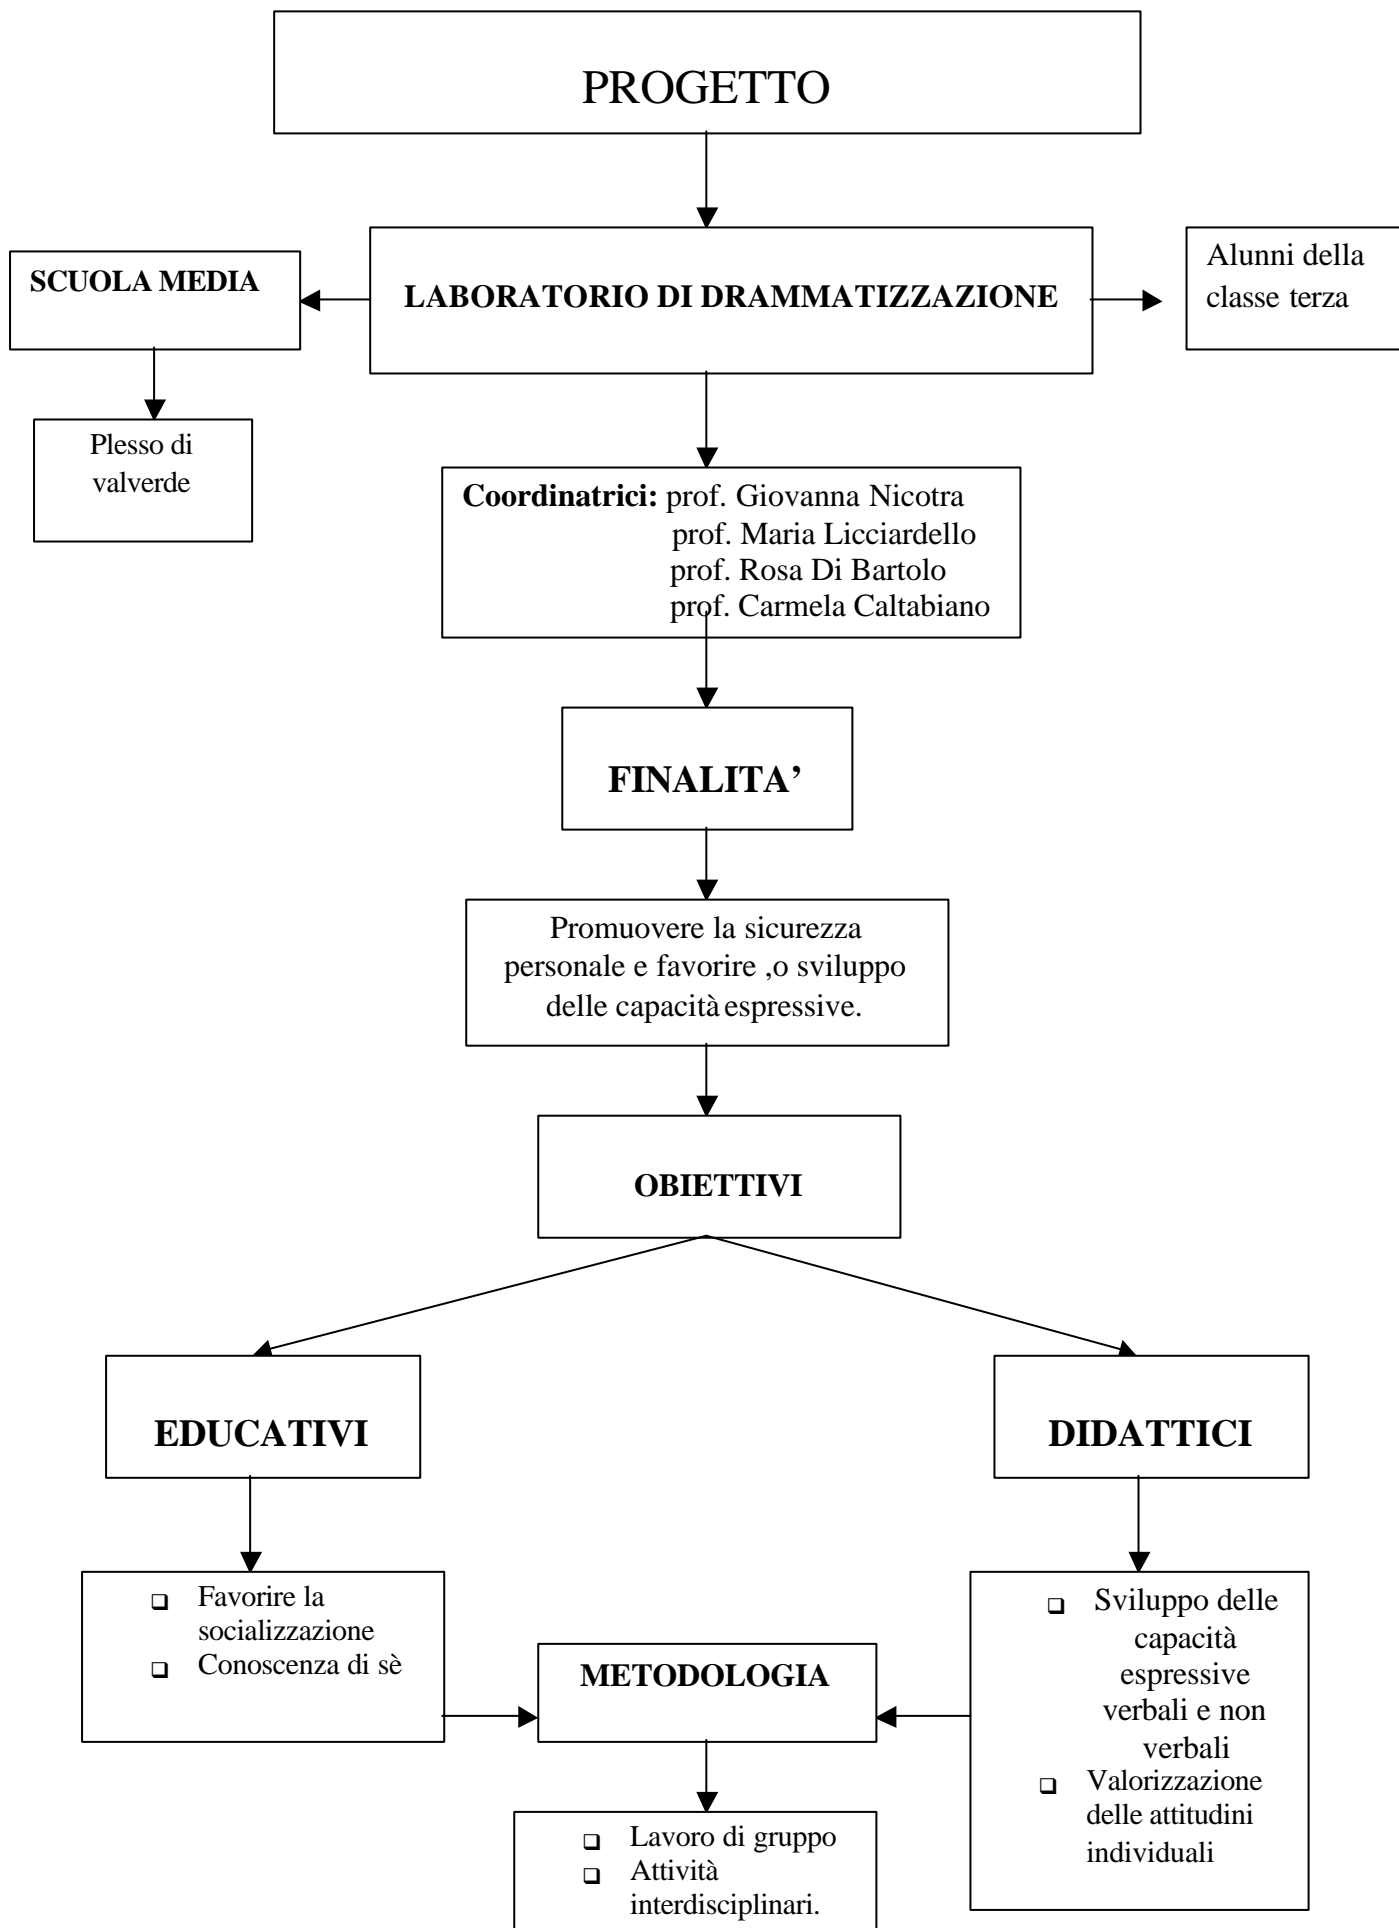 PROGETTO
SCUOLA MEDIA
LABORATORIO DI DRAMMATIZZAZIONE
Alunni della
classe terza
Plesso di
valverde
Coordinatrici: prof. Giovanna Nicotra
prof. Maria Licciardello
prof. Rosa Di Bartolo
prof. Carmela Caltabiano
FINALITA’
Promuovere la sicurezza
personale e favorire ,o sviluppo
delle capacità espressive.
OBIETTIVI
EDUCATIVI
DIDATTICI
❑ Favorire la
socializzazione
❑ Conoscenza di sè
METODOLOGIA
❑ Sviluppo delle
capacità
espressive
verbali e non
verbali
❑ Valorizzazione
delle attitudini
individuali
❑ Lavoro di gruppo
❑ Attività
interdisciplinari.